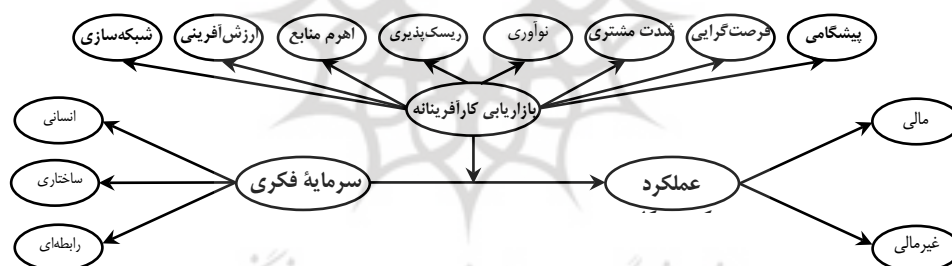 پیشگامی
فرصت‌گرایی
شدت مشتری
نوآوری
ریسک‌پذیری
اهرم منابع
ارزش‌آفرینی
شبکه‌سازی
بازاریابی کارآفرینانه
مالی
انسانی
عملکرد
سرمایهٔ فکری
ساختاری
غیرمالی
رابطه‌ای